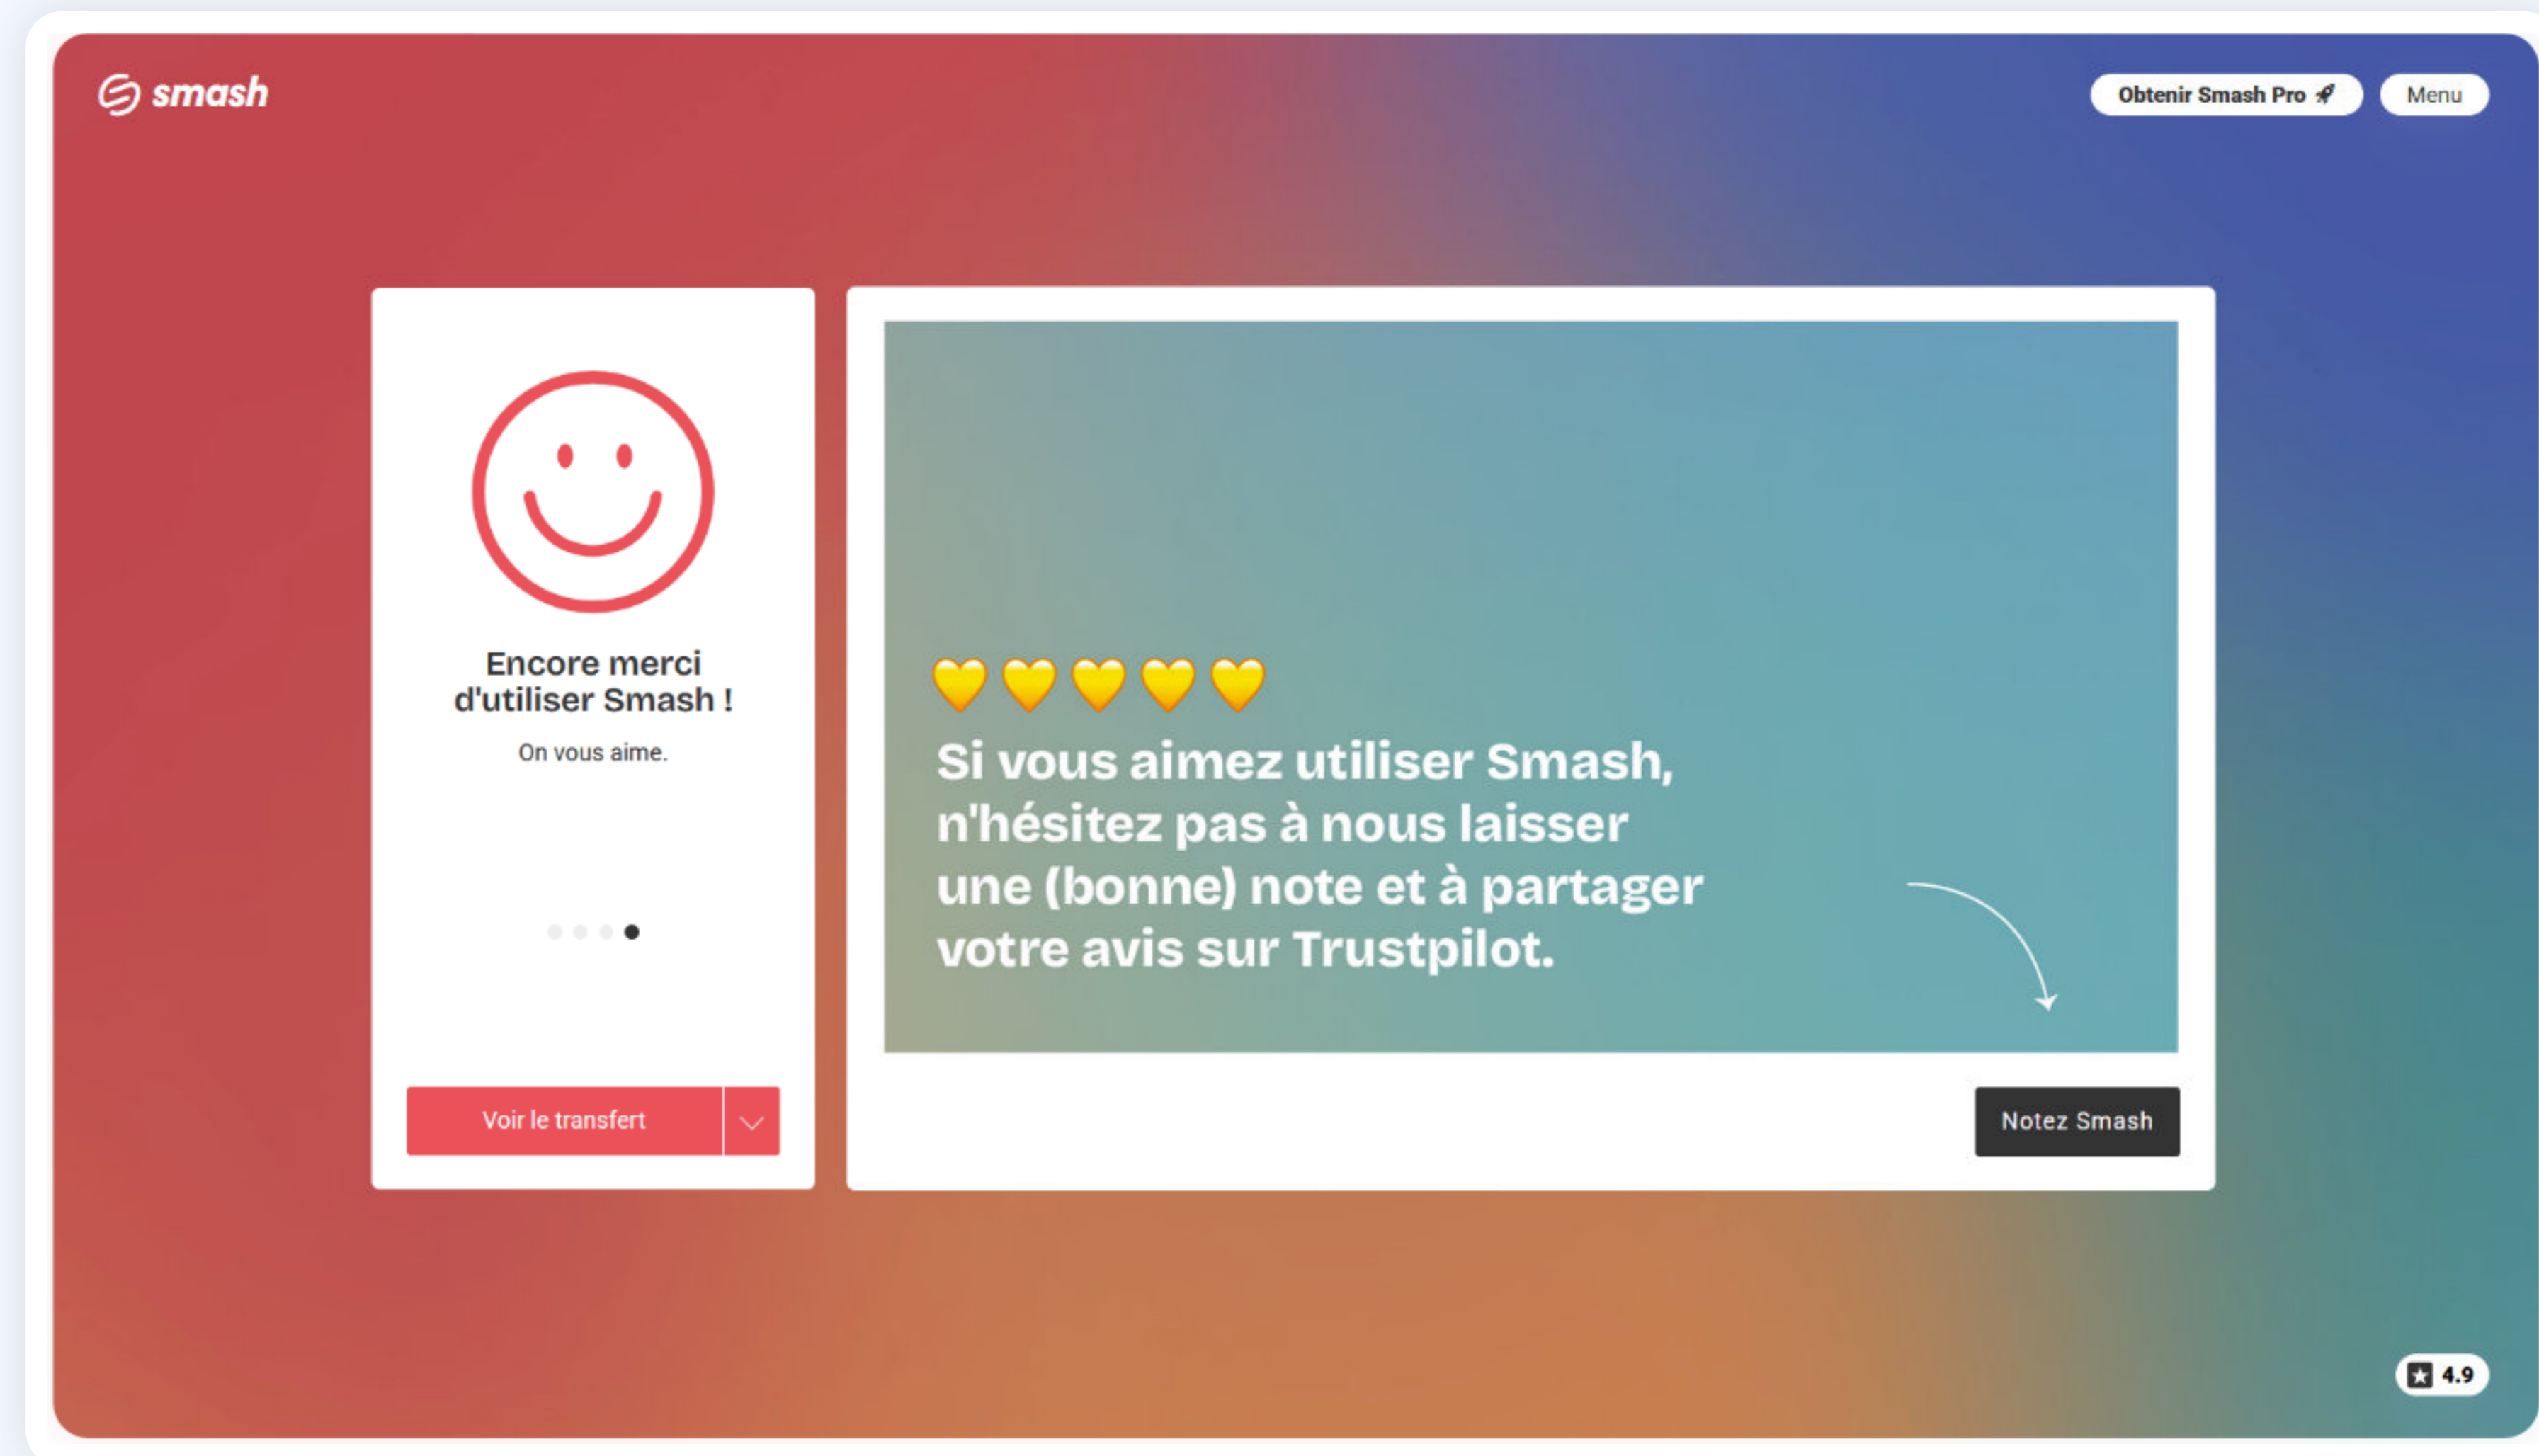 smash
Obtenir Smash Pro 🚀
Menu
Encore merci
d'utiliser Smash !
On vous aime.
Voir le transfert
💛💛💛💛💛
Si vous aimez utiliser Smash,
n'hésitez pas à nous laisser
une (bonne) note et à partager
votre avis sur Trustpilot.
Notez Smash
4.9